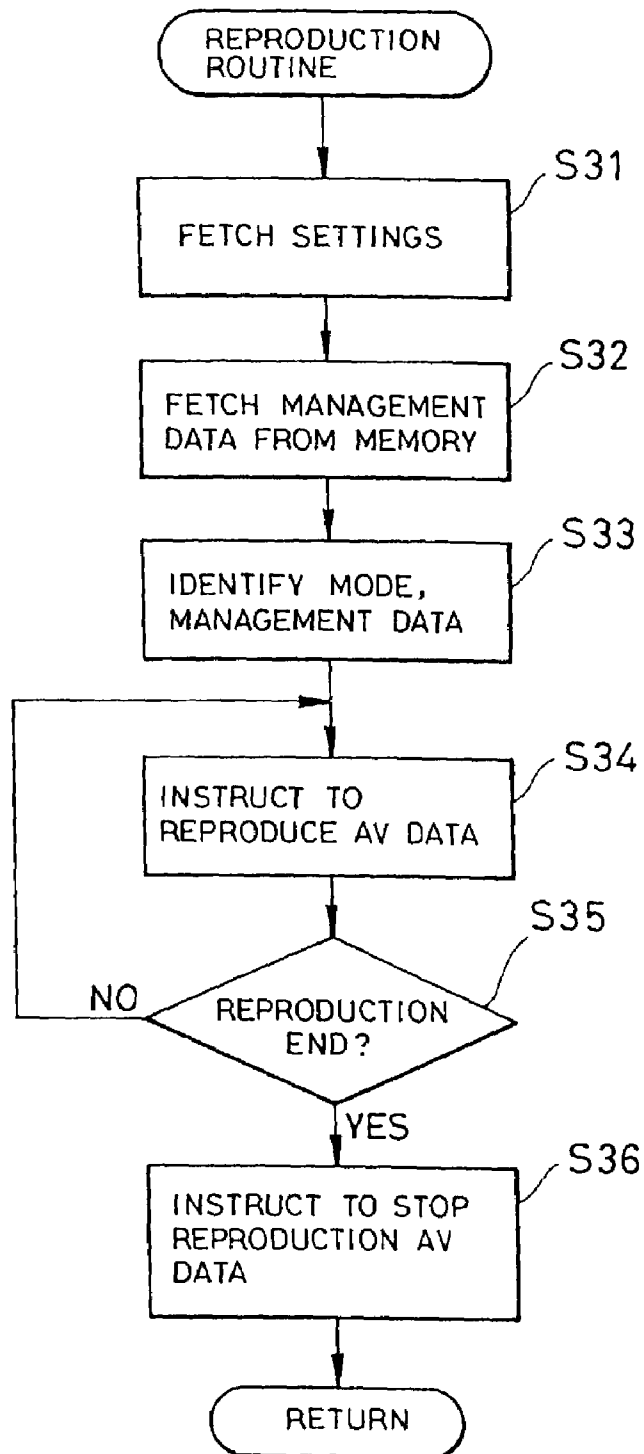 REPRODUCTION
ROUTINE
S31
FETCH SETTINGS
S32
FETCH MANAGEMENT
DATA FROM MEMORY
S33
IDENTIFY MODE,
MANAGEMENT DATA
S34
INSTRUCT TO
REPRODUCE AV DATA
S35
NO
REPRODUCTION
END?
YES
S36
INSTRUCT TO STOP
REPRODUCTION AV
DATA
RETURN